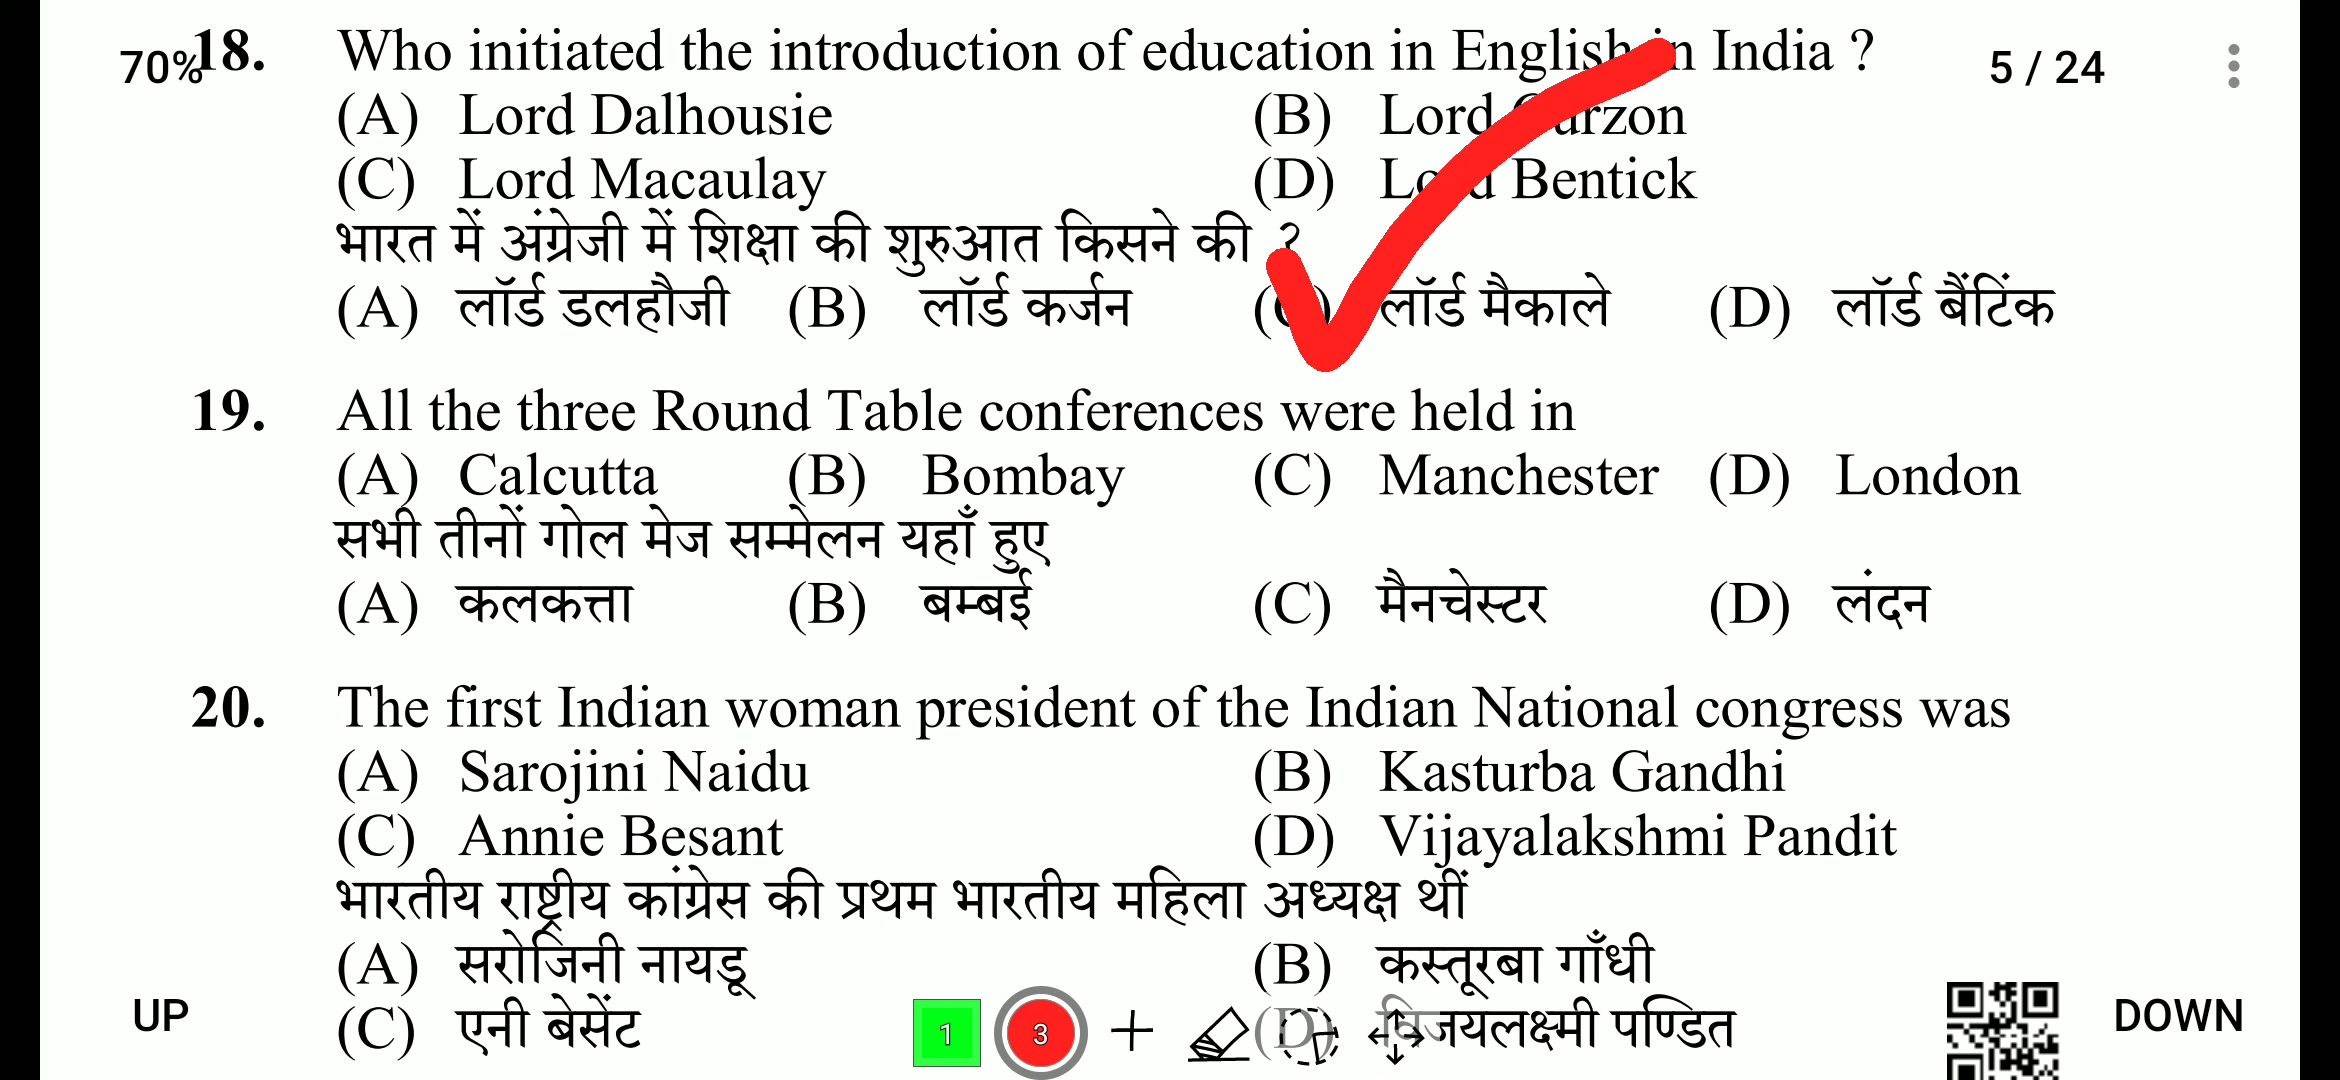 70%
5 / 24
18. Who initiated the introduction of education in English in India ?
(A) Lord Dalhousie (B) Lord Curzon
(C) Lord Macaulay (D) Lord Bentick
भारत में अंग्रेजी में शिक्षा की शुरुआत किसने की ?
(A) लॉर्ड डलहौजी (B) लॉर्ड कर्जन (C) लॉर्ड मैकाले (D) लॉर्ड बैंटिंक
19. All the three Round Table conferences were held in
(A) Calcutta (B) Bombay (C) Manchester (D) London
सभी तीनों गोल मेज सम्मेलन यहाँ हुए
(A) कलकत्ता (B) बम्बई (C) मैनचेस्टर (D) लंदन
20. The first Indian woman president of the Indian National congress was
(A) Sarojini Naidu (B) Kasturba Gandhi
(C) Annie Besant (D) Vijayalakshmi Pandit
भारतीय राष्ट्रीय कांग्रेस की प्रथम भारतीय महिला अध्यक्ष थीं
(A) सरोजिनी नायडू (B) कस्तूरबा गाँधी
(C) एनी बेसेंट (D) विजयलक्ष्मी पण्डित
UP 1 3 + DOWN